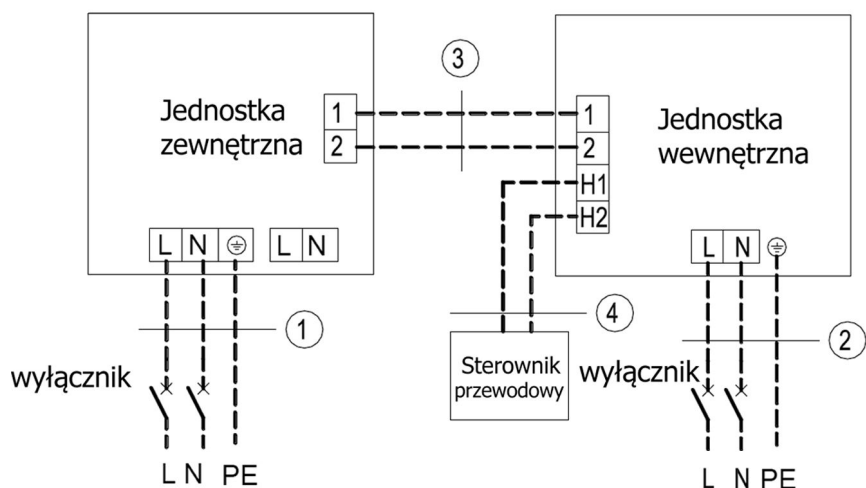 3
Jednostka
zewnętrzna
1
2
1
2
H1
H2
Jednostka
wewnętrzna
L N
L N
L N
1
4
2
wyłącznik
Sterownik
przewodowy
wyłącznik
L N PE
L N PE